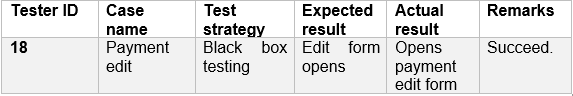 Tester ID Case name Test strategy Expected result Actual result Remarks
18 Payment edit Black box testing Edit form opens Opens payment edit form Succeed.